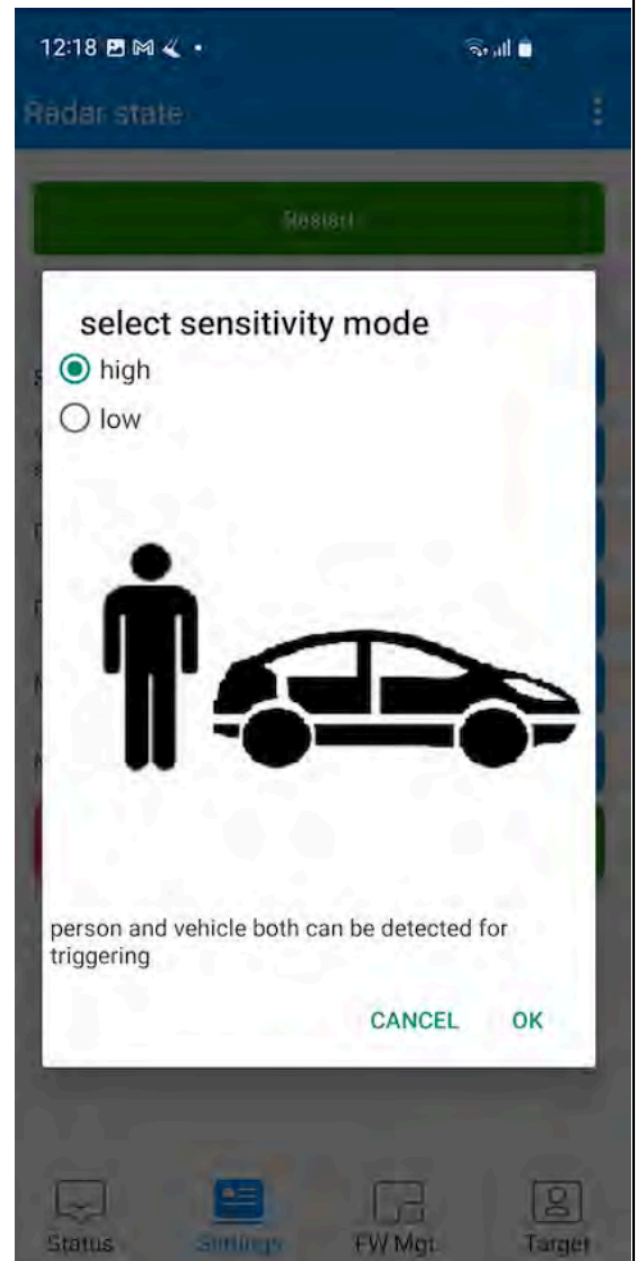 12:18
Radar state
Restart
select sensitivity mode
high
low
person and vehicle both can be detected for
triggering
CANCEL OK
Status Settings FW Mgt. Target